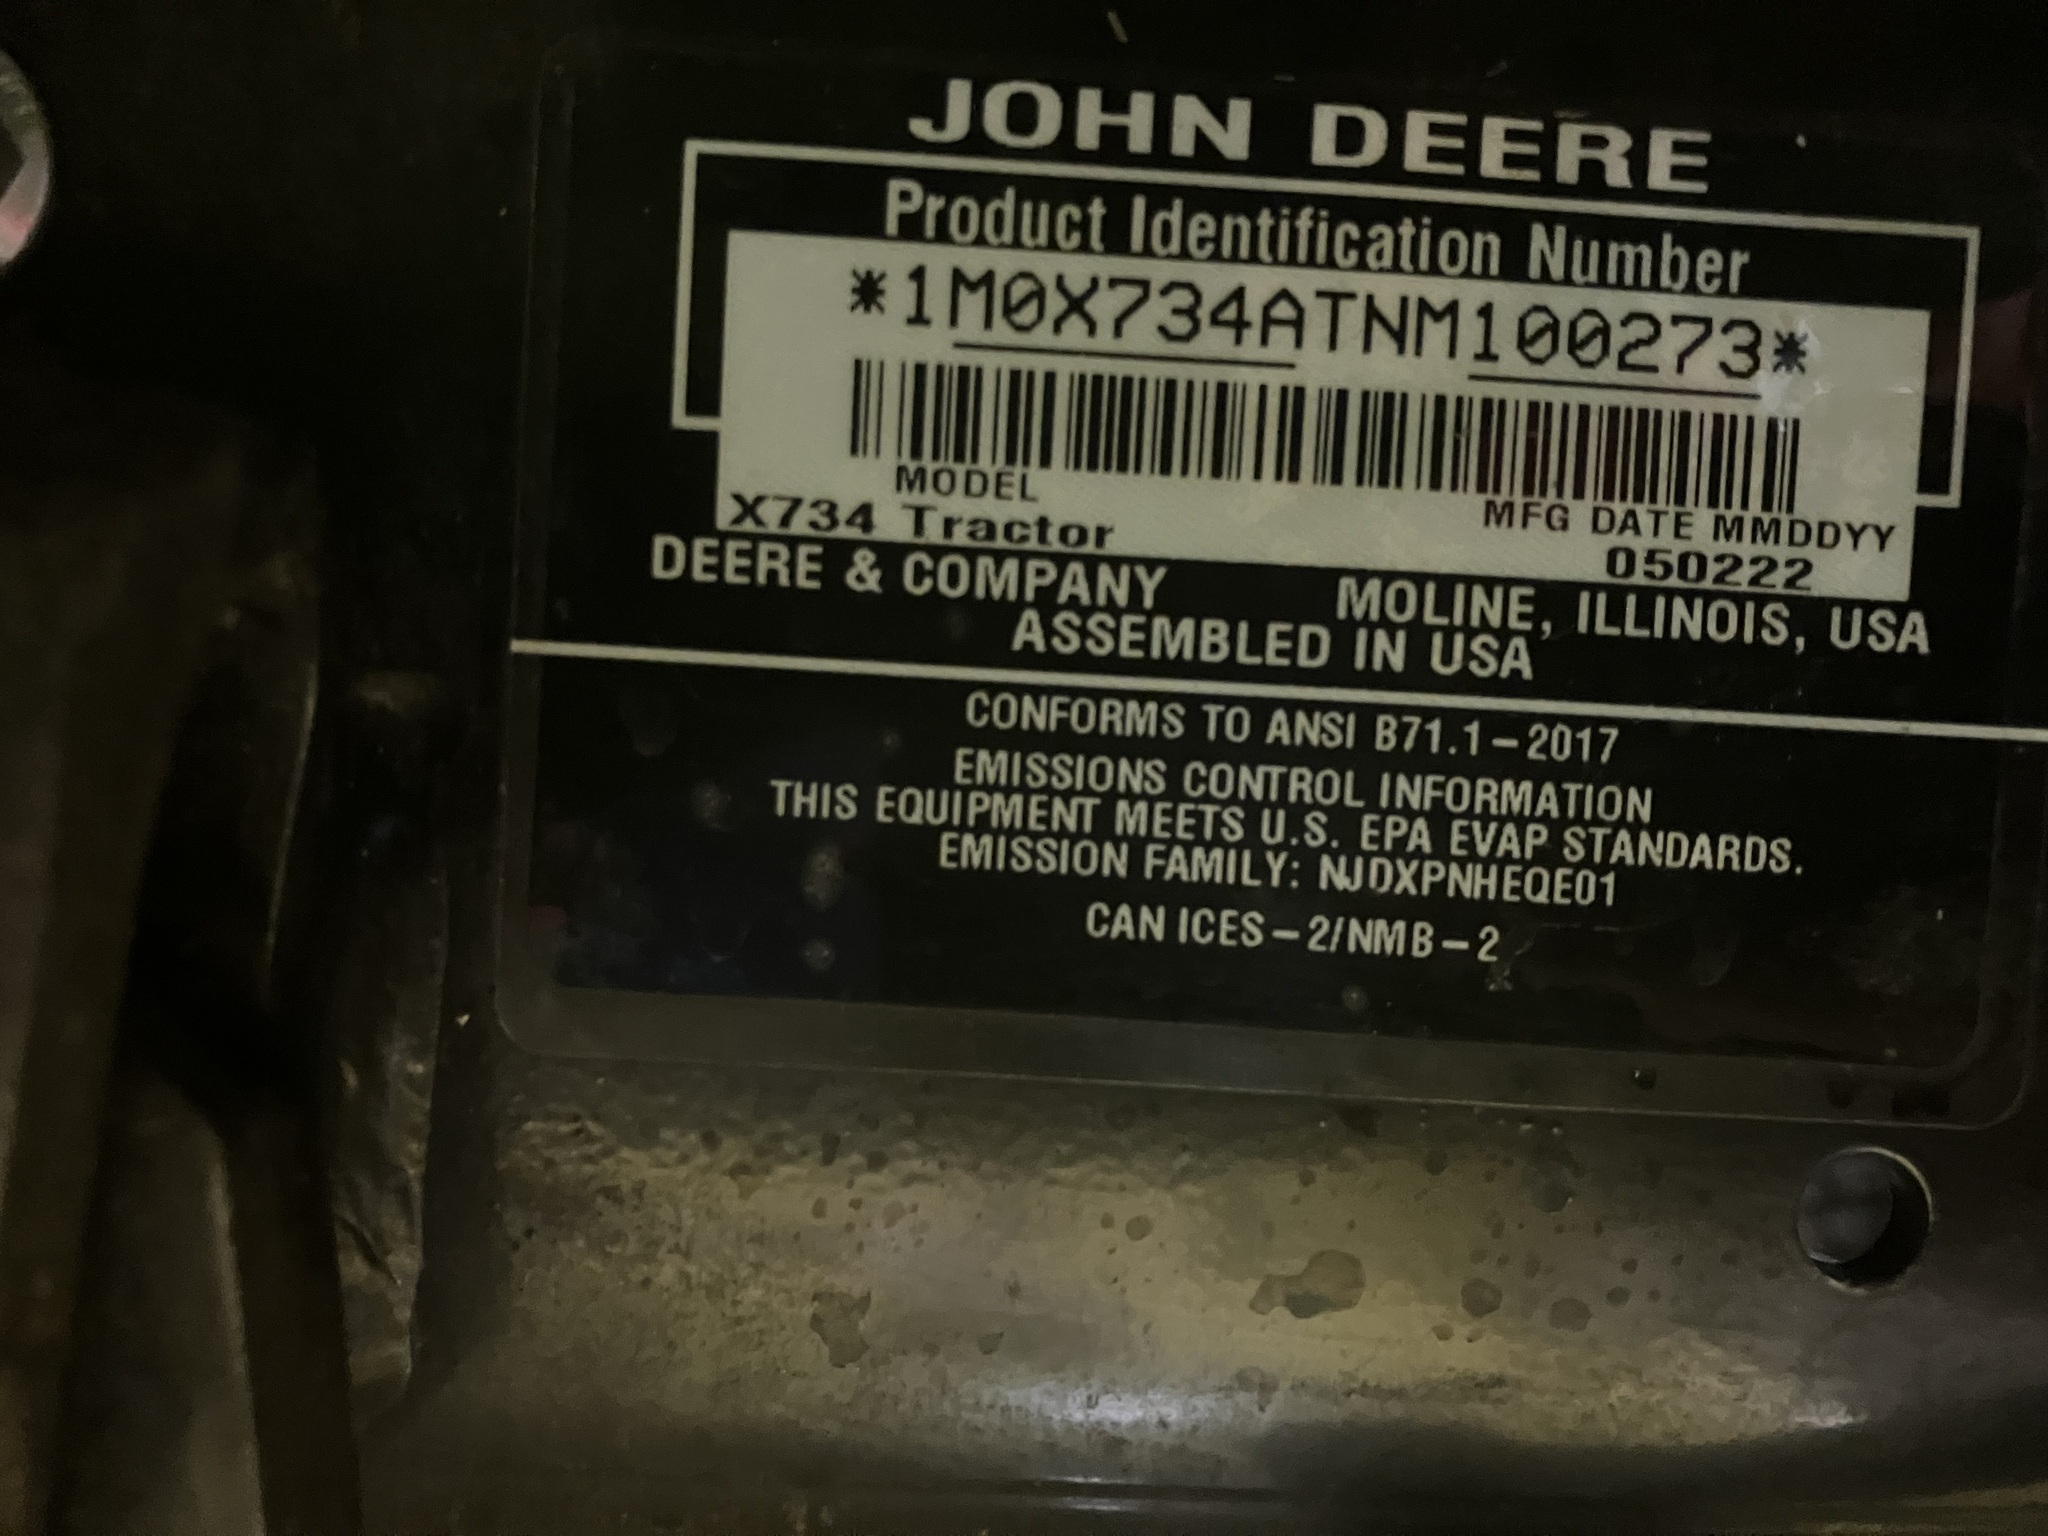 JOHN DEERE
Product Identification Number
*1M0X734ATNM100273*
MODEL
X734 Tractor
MFG DATE MMDDYY
050222
DEERE & COMPANY MOLINE, ILLINOIS, USA
ASSEMBLED IN USA
CONFORMS TO ANSI B71.1-2017
EMISSIONS CONTROL INFORMATION
THIS EQUIPMENT MEETS U.S. EPA EVAP STANDARDS.
EMISSION FAMILY: NJDXPNHEQE01
CAN ICES-2/NMB-2